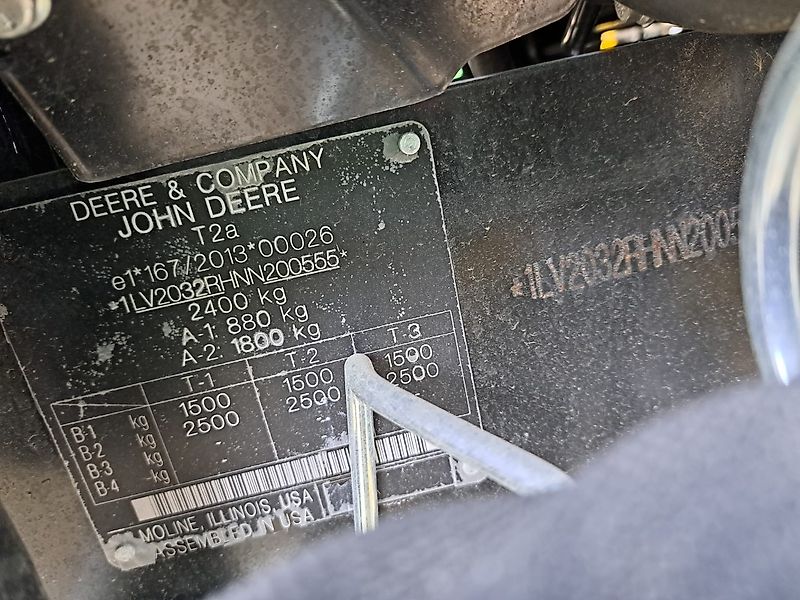 DEERE & COMPANY
JOHN DEERE
T2a
e1*167/2013*00026
*1LV2032RHNN200555*
2400 kg
A-1: 880 kg
A-2: 1800 kg
T-1 T-2 T-3
B-1 kg 1500 1500 1500
B-2 kg 2500 2500 2500
B-3 kg
B-4 kg
MOLINE, ILLINOIS, USA
ASSEMBLED IN USA
*1LV2032RHNN2005